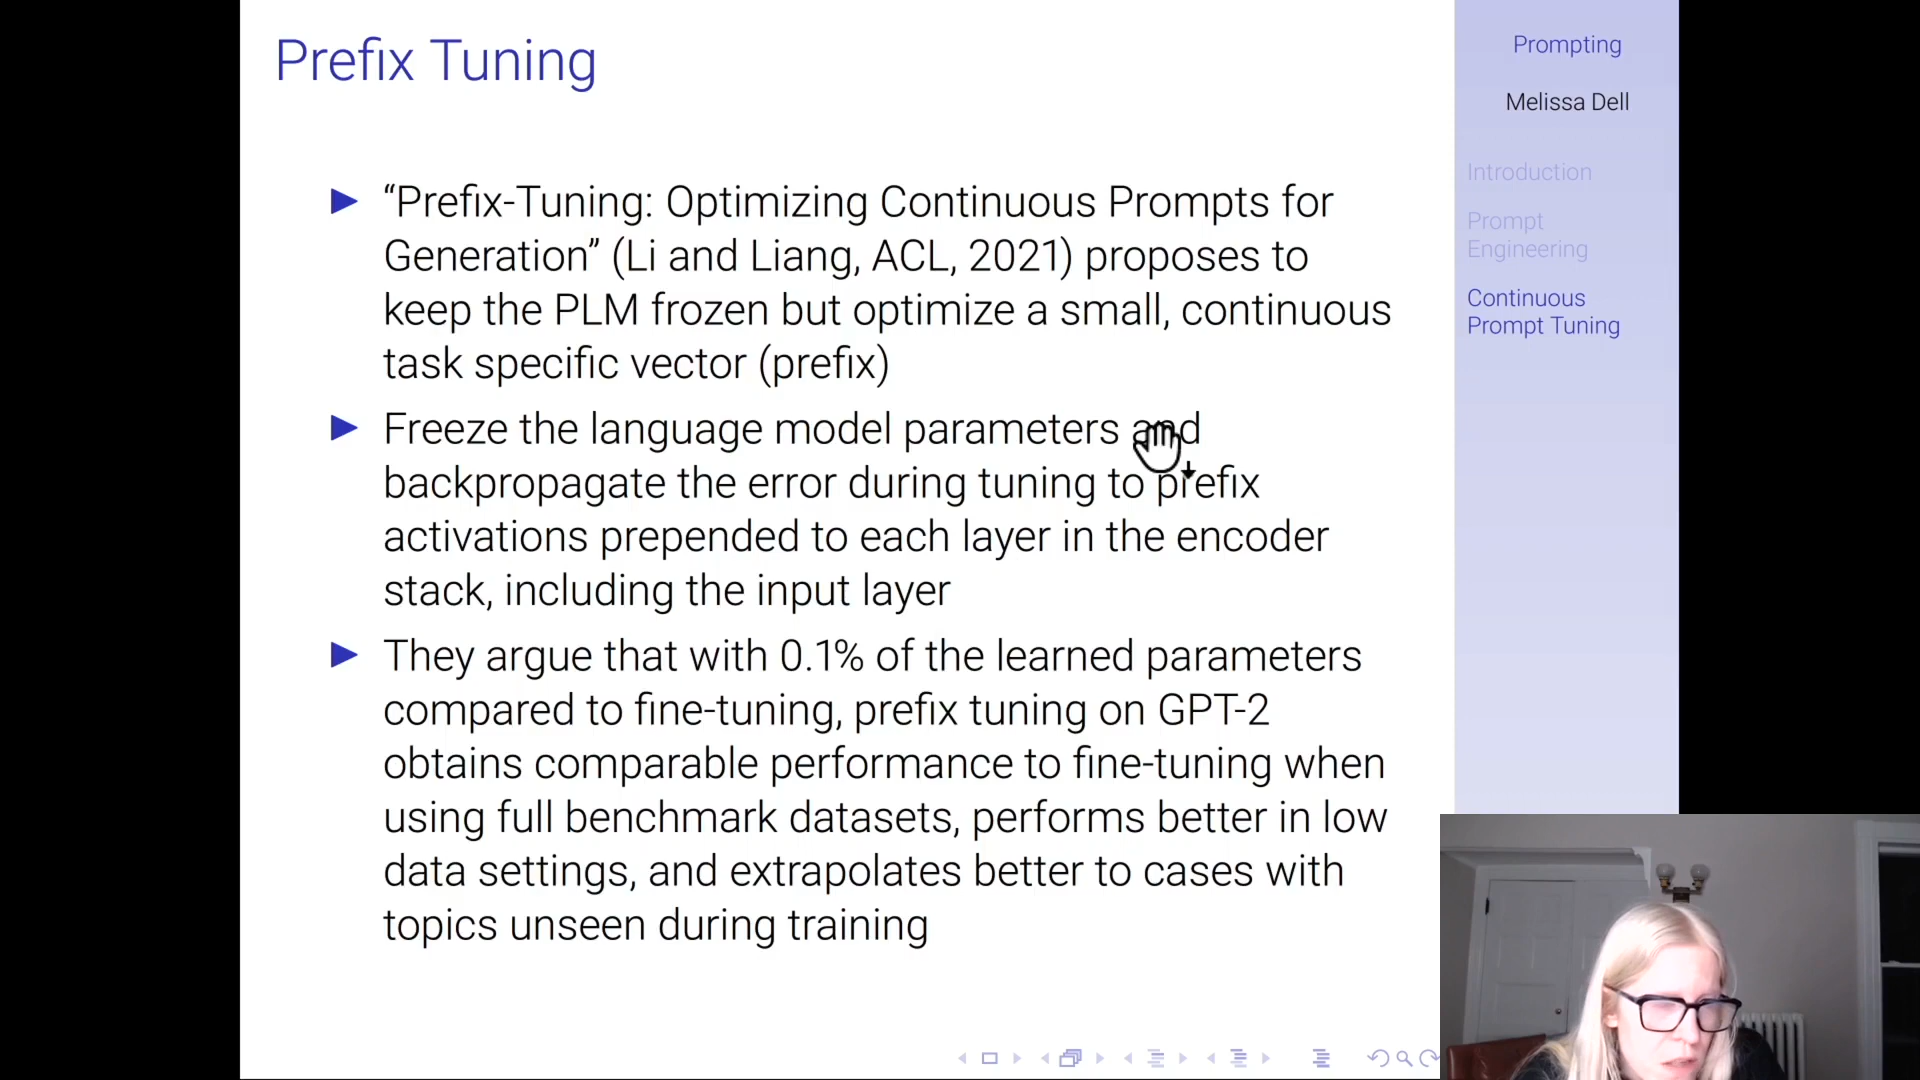 Prefix Tuning
“Prefix-Tuning: Optimizing Continuous Prompts for
Generation” (Li and Liang, ACL, 2021) proposes to
keep the PLM frozen but optimize a small, continuous
task specific vector (prefix)
Freeze the language model parameters and
backpropagate the error during tuning to prefix
activations prepended to each layer in the encoder
stack, including the input layer
They argue that with 0.1% of the learned parameters
compared to fine-tuning, prefix tuning on GPT-2
obtains comparable performance to fine-tuning when
using full benchmark datasets, performs better in low
data settings, and extrapolates better to cases with
topics unseen during training
Prompting
Melissa Dell
Introduction
Prompt
Engineering
Continuous
Prompt Tuning